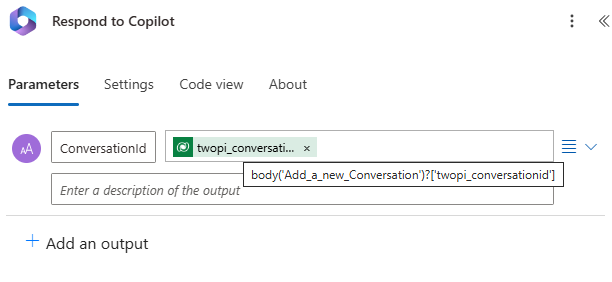 Respond to Copilot
Parameters Settings Code view About
AA ConversationId twopi_conversati... ×
body('Add_a_new_Conversation')?['twopi_conversationid']
Enter a description of the output
+ Add an output